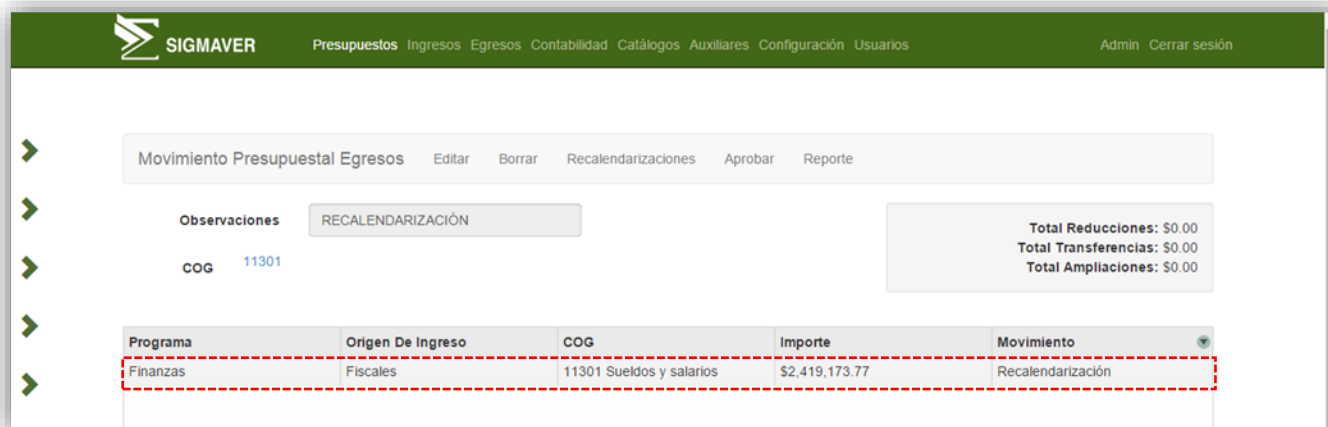 SIGMAVER Presupuestos Ingresos Egresos Contabilidad Catálogos Auxiliares Configuración Usuarios Admin Cerrar sesión
Movimiento Presupuestal Egresos Editar Borrar Recalendarizaciones Aprobar Reporte
Observaciones RECALENDARIZACIÓN
COG 11301
Total Reducciones: $0.00
Total Transferencias: $0.00
Total Ampliaciones: $0.00
Programa Origen De Ingreso COG Importe Movimiento
Finanzas Fiscales 11301 Sueldos y salarios $2,419,173.77 Recalendarización